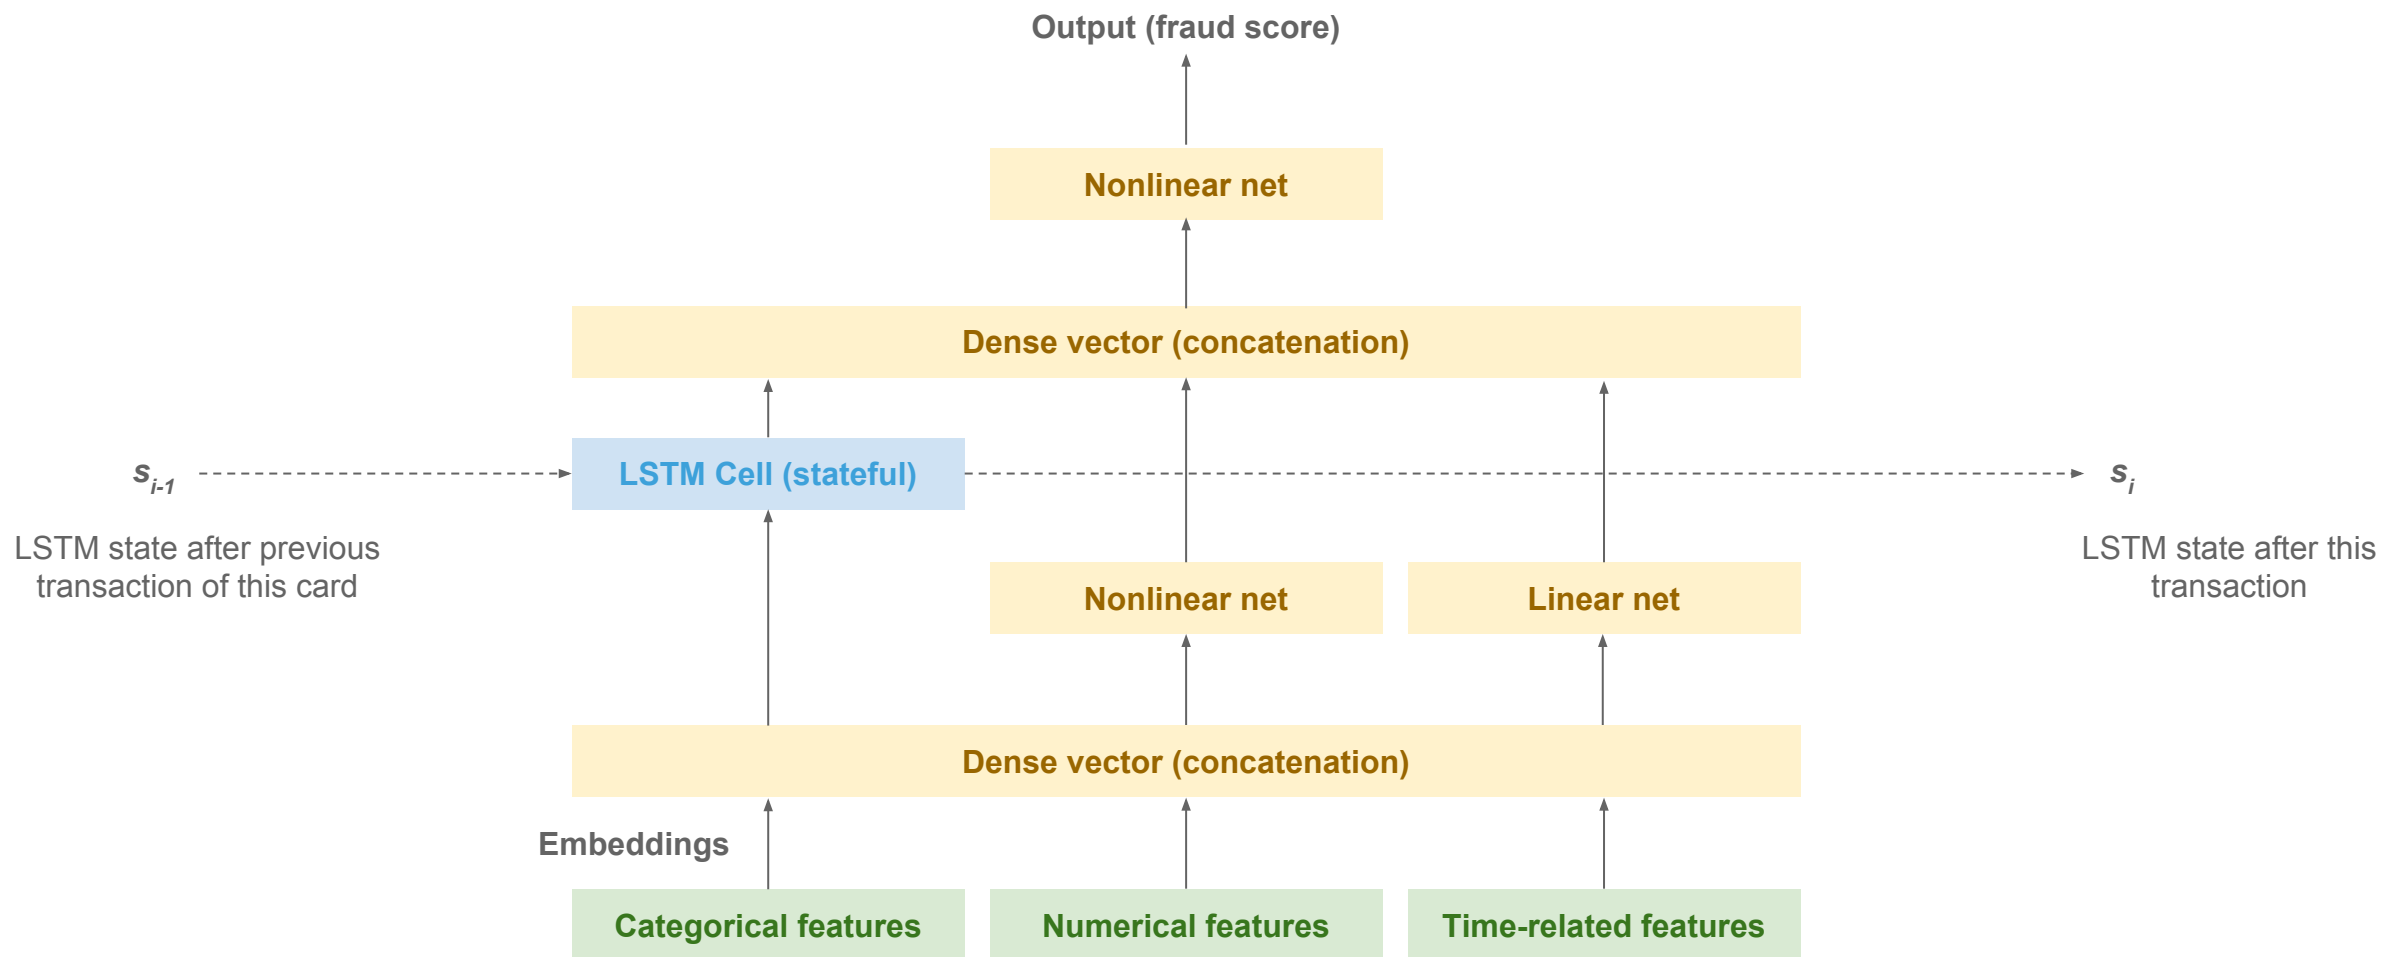 Output (fraud score)
Nonlinear net
Dense vector (concatenation)
s_{i-1}
LSTM Cell (stateful)
s_i
LSTM state after previous
transaction of this card
LSTM state after this
transaction
Nonlinear net
Linear net
Dense vector (concatenation)
Embeddings
Categorical features
Numerical features
Time-related features